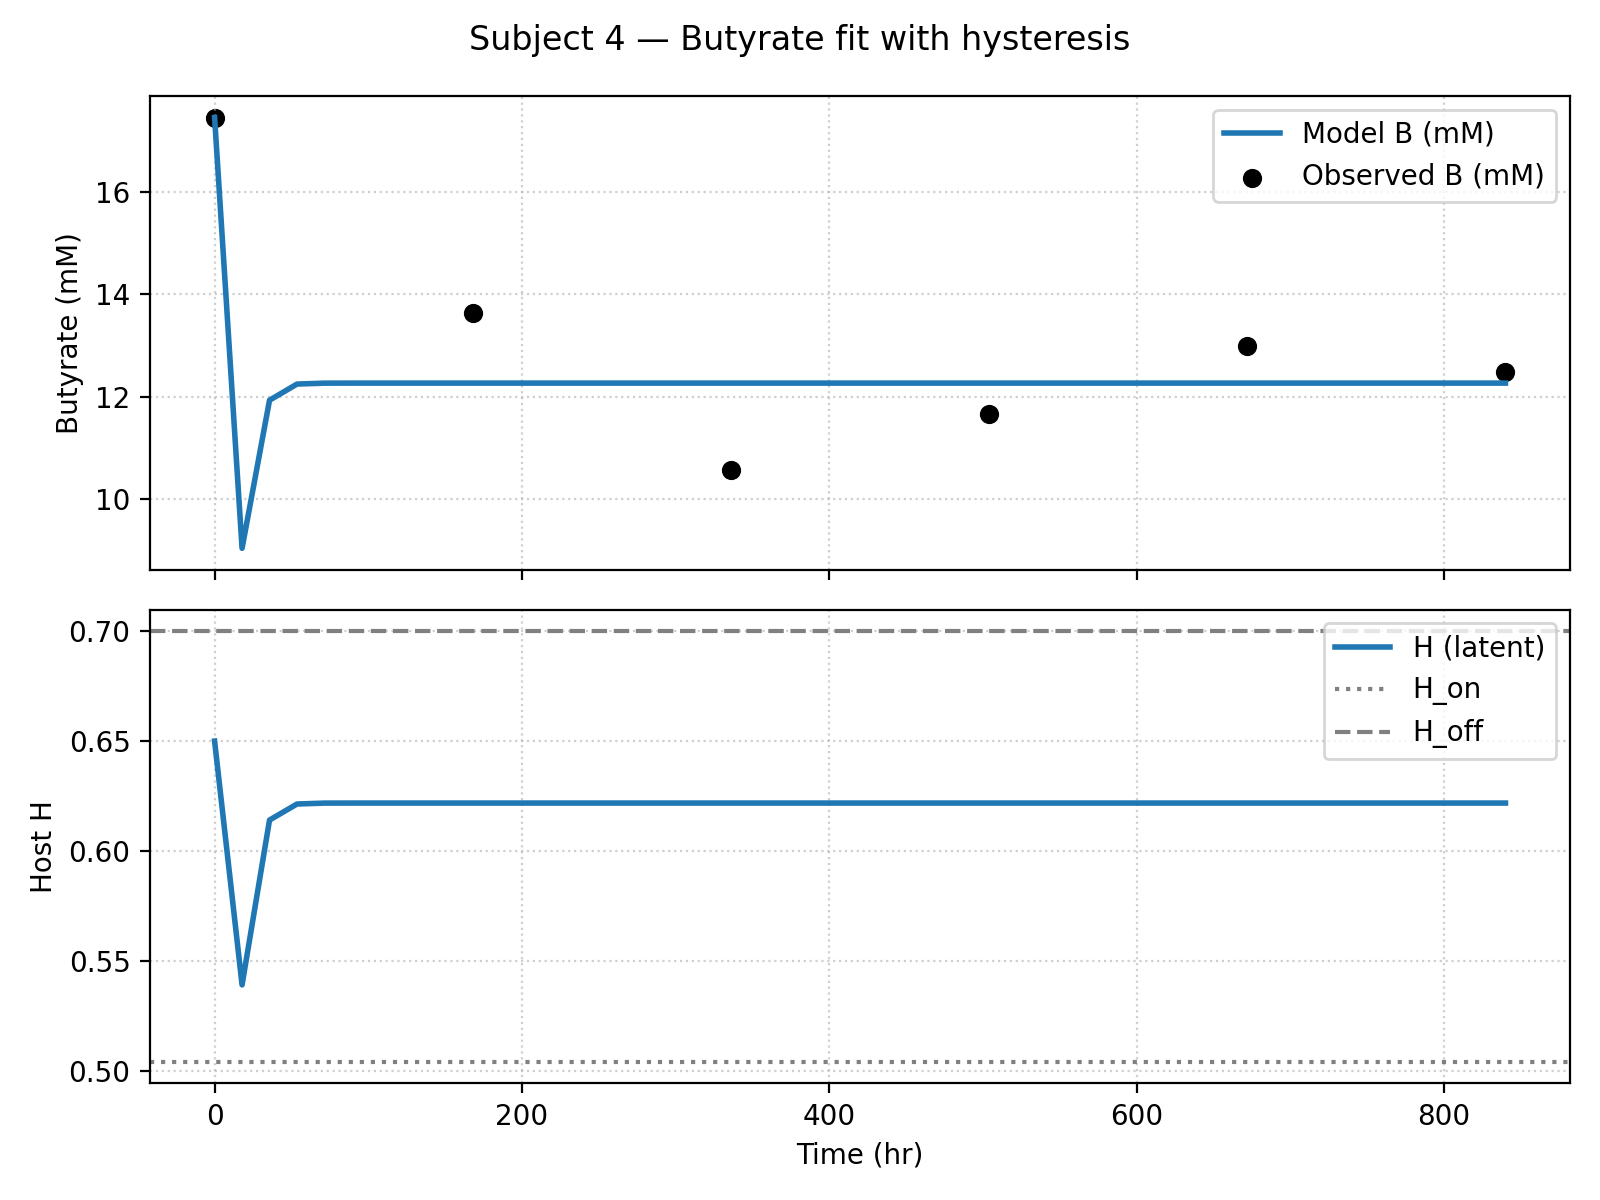 Subject 4 — Butyrate fit with hysteresis
Butyrate (mM)
16
14
12
10
Model B (mM)
Observed B (mM)
Host H
0.70
0.65
0.60
0.55
0.50
H (latent)
H_on
H_off
0 200 400 600 800
Time (hr)